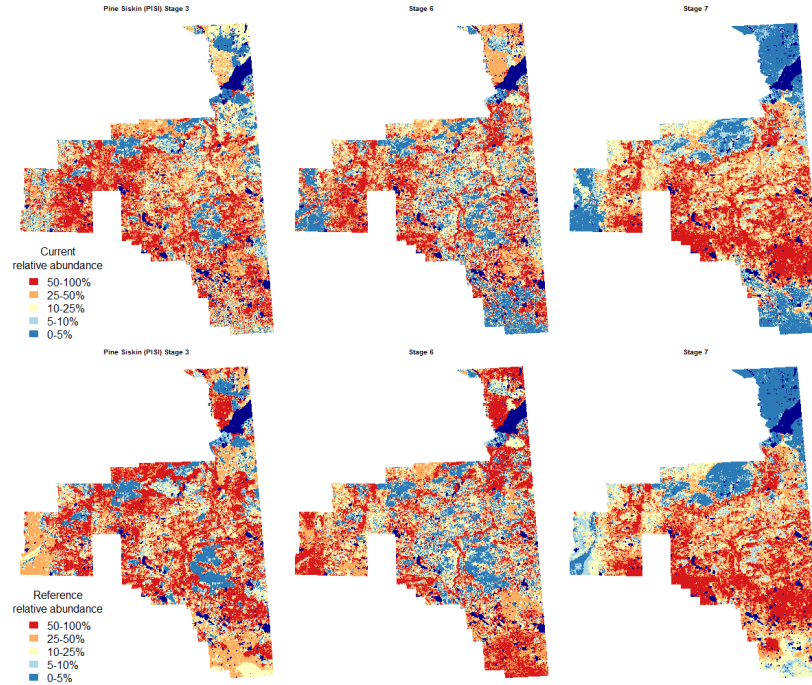 Pine Siskin (PISI) Stage 3
Stage 6
Stage 7
Current
relative abundance
50-100%
25-50%
10-25%
5-10%
0-5%
Pine Siskin (PISI) Stage 3
Stage 6
Stage 7
Reference
relative abundance
50-100%
25-50%
10-25%
5-10%
0-5%